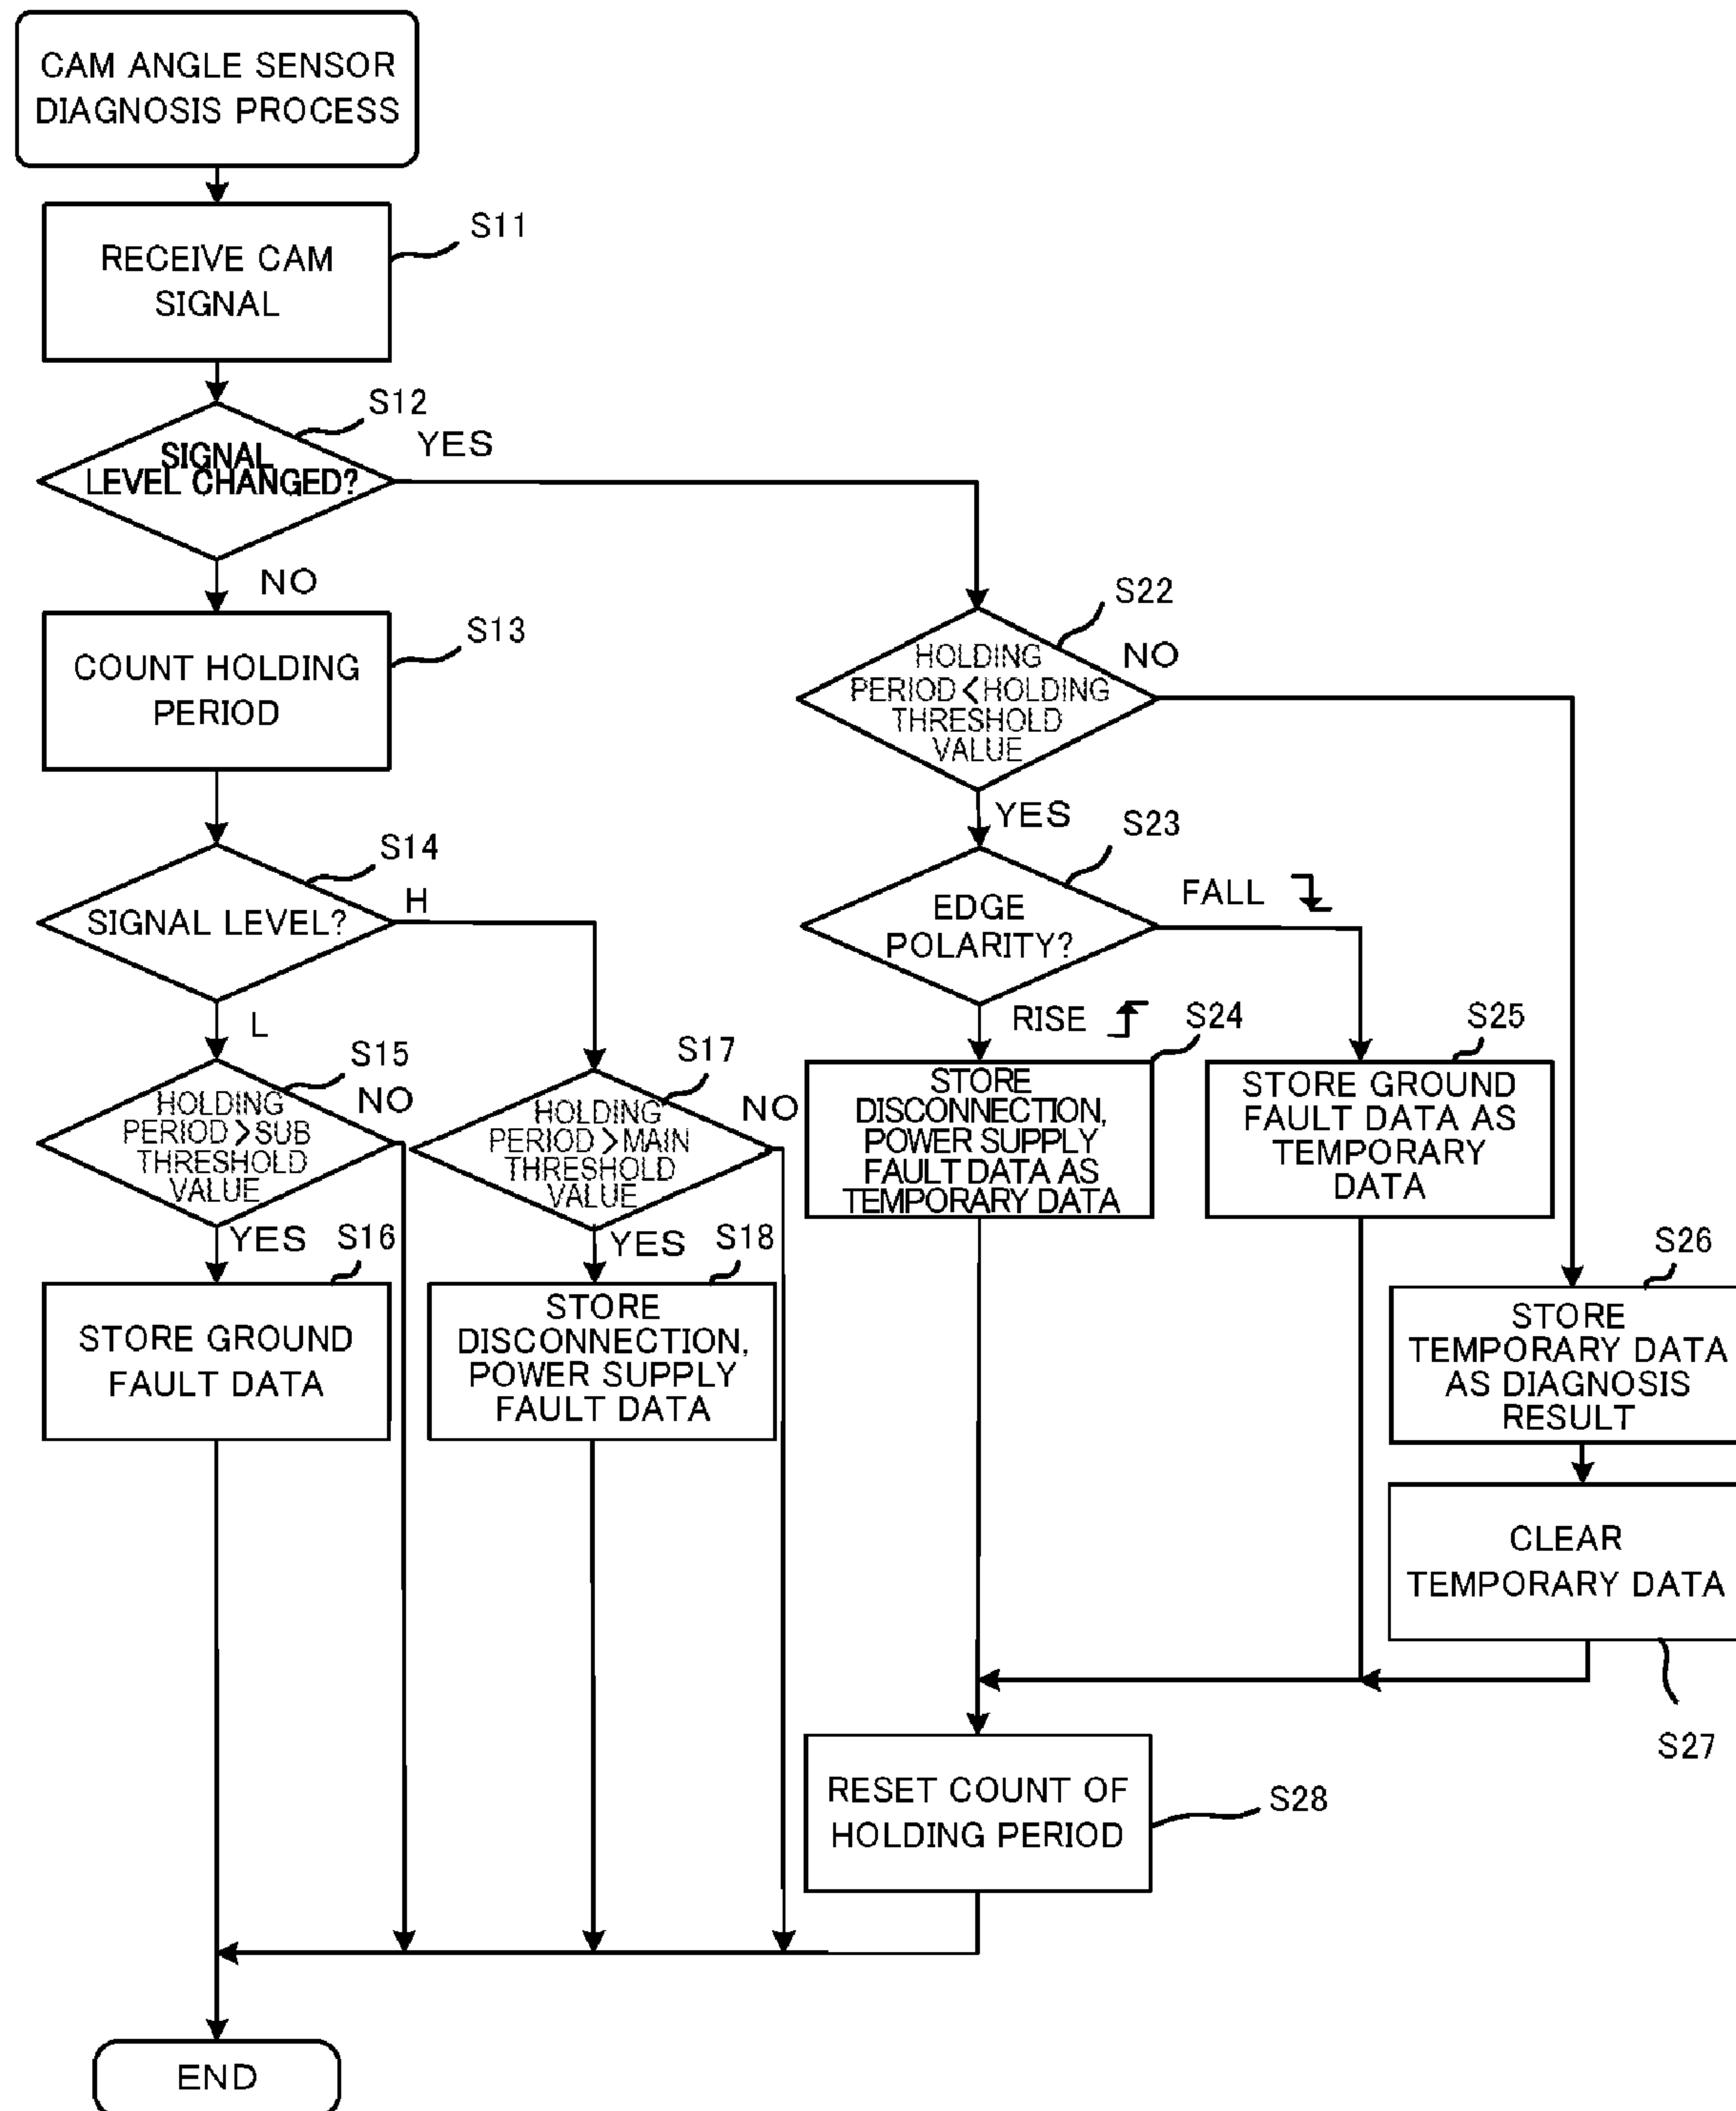 CAM ANGLE SENSOR
DIAGNOSIS PROCESS
S11
RECEIVE CAM
SIGNAL
S12
YES
SIGNAL
LEVEL CHANGED?
NO
S13
COUNT HOLDING
PERIOD
S22
NO
HOLDING
PERIOD<HOLDING
THRESHOLD
VALUE
YES
S14
H
SIGNAL LEVEL?
L
S23
FALL
EDGE
POLARITY?
RISE
S15
NO
HOLDING
PERIOD>SUB
THRESHOLD
VALUE
YES
S17
NO
HOLDING
PERIOD>MAIN
THRESHOLD
VALUE
YES
S24
STORE
DISCONNECTION,
POWER SUPPLY
FAULT DATA AS
TEMPORARY DATA
S25
STORE GROUND
FAULT DATA AS
TEMPORARY
DATA
S16
STORE GROUND
FAULT DATA
S18
STORE
DISCONNECTION,
POWER SUPPLY
FAULT DATA
S26
STORE
TEMPORARY DATA
AS DIAGNOSIS
RESULT
CLEAR
TEMPORARY DATA
S27
RESET COUNT OF
HOLDING PERIOD
S28
END